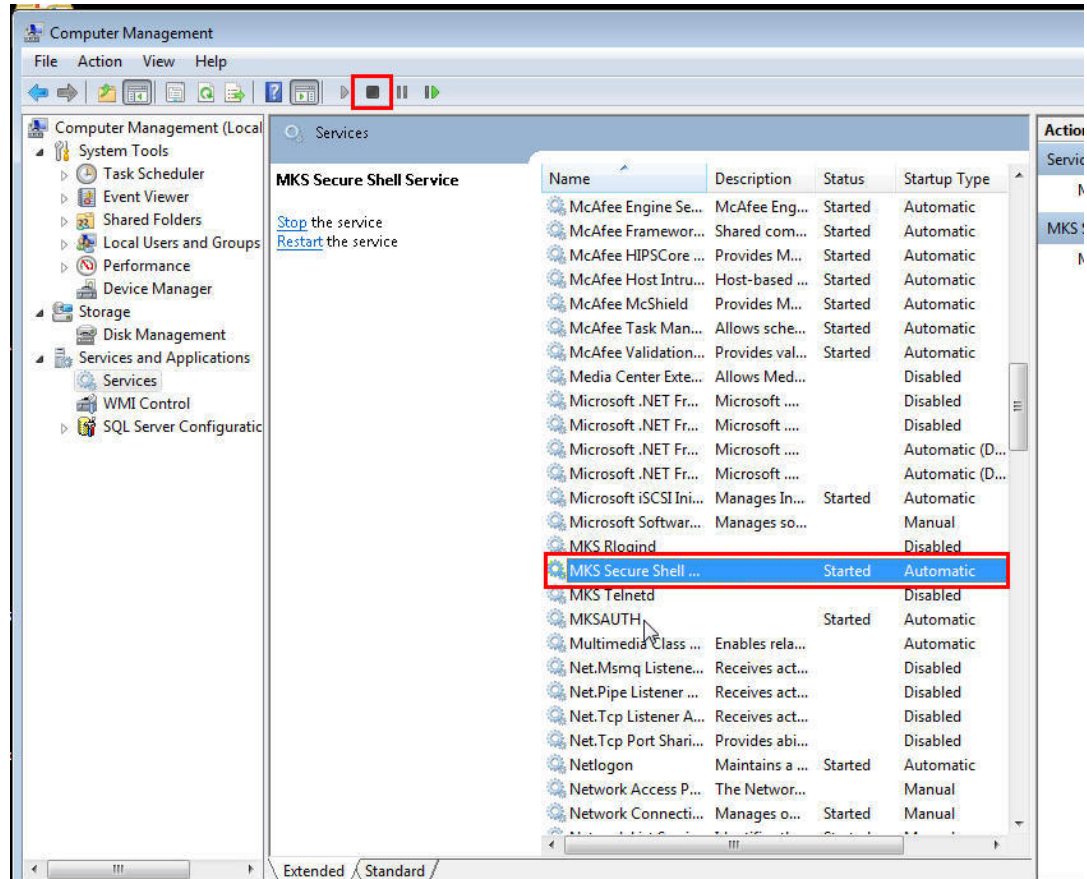 Computer Management
File Action View Help
Computer Management (Local
System Tools
Task Scheduler
Event Viewer
Shared Folders
Local Users and Groups
Performance
Device Manager
Storage
Disk Management
Services and Applications
Services
WMI Control
SQL Server Configuratic
Services
MKS Secure Shell Service
Stop the service
Restart the service
Name Description Status Startup Type
McAfee Engine Se... McAfee Eng... Started Automatic
McAfee Framewor... Shared com... Started Automatic
McAfee HIPSCore ... Provides M... Started Automatic
McAfee Host Intru... Host-based ... Started Automatic
McAfee McShield Provides M... Started Automatic
McAfee Task Man... Allows sche... Started Automatic
McAfee Validation... Provides val... Started Automatic
Media Center Exte... Allows Med... Disabled
Microsoft .NET Fr... Microsoft .... Disabled
Microsoft .NET Fr... Microsoft .... Disabled
Microsoft .NET Fr... Microsoft .... Automatic (D...
Microsoft .NET Fr... Microsoft .... Automatic (D...
Microsoft iSCSI Ini... Manages In... Started Automatic
Microsoft Softwar... Manages so... Manual
MKS Rlogind Disabled
MKS Secure Shell ... Started Automatic
MKS Telnetd Disabled
MKSAUTH Started Automatic
Multimedia Class ... Enables rela... Automatic
Net.Msmq Listene... Receives act... Disabled
Net.Pipe Listener ... Receives act... Disabled
Net.Tcp Listener A... Receives act... Disabled
Net.Tcp Port Shari... Provides abi... Disabled
Netlogon Maintains a ... Started Automatic
Network Access P... The Networ... Manual
Network Connecti... Manages o... Started Manual
Extended Standard
Action
Servic
M
MKS S
M